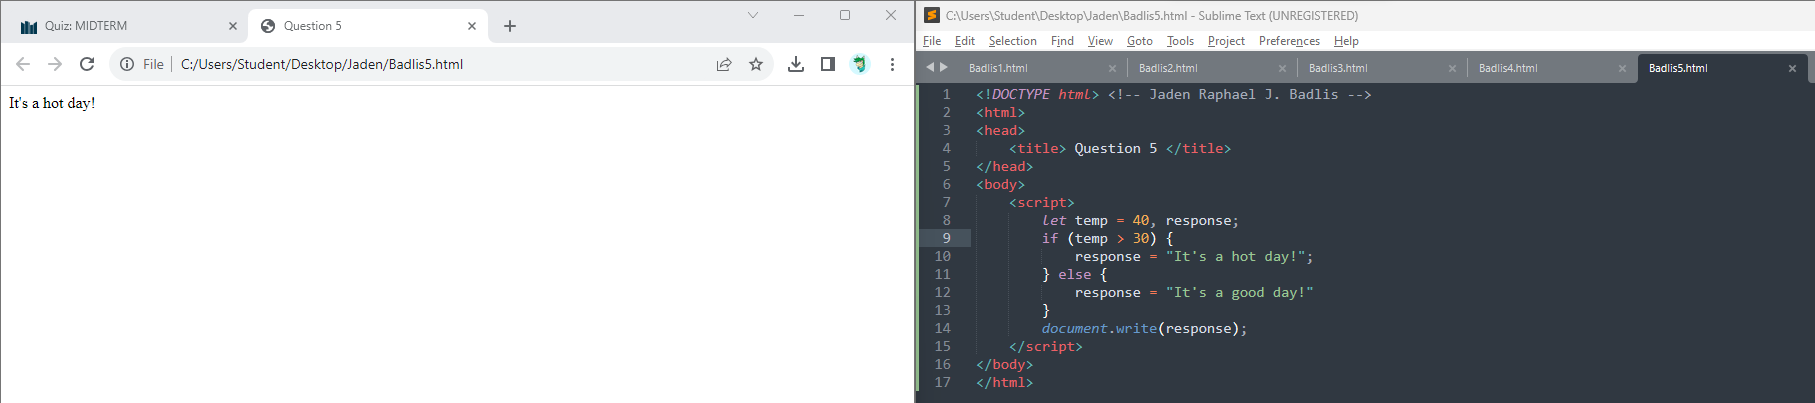 Quiz: MIDTERM
Question 5
File
C:/Users/Student/Desktop/Jaden/Badlis5.html
It's a hot day!
C:\Users\Student\Desktop\Jaden\Badlis5.html - Sublime Text (UNREGISTERED)
File Edit Selection Find View Goto Tools Project Preferences Help
Badlis1.html Badlis2.html Badlis3.html Badlis4.html Badlis5.html
1 <!DOCTYPE html> <!-- Jaden Raphael J. Badlis -->
2 <html>
3 <head>
4     <title> Question 5 </title>
5 </head>
6 <body>
7     <script>
8         let temp = 40, response;
9         if (temp > 30) {
10             response = "It's a hot day!";
11         } else {
12             response = "It's a good day!"
13         }
14         document.write(response);
15     </script>
16 </body>
17 </html>